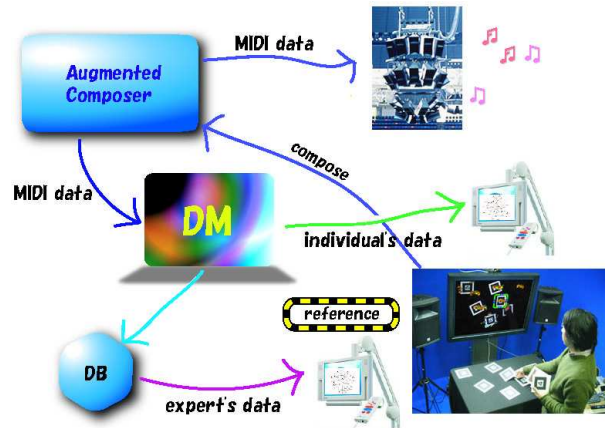 MIDI data
Augmented
Composer
compose
MIDI data
DM
individual's data
reference
DB
expert's data